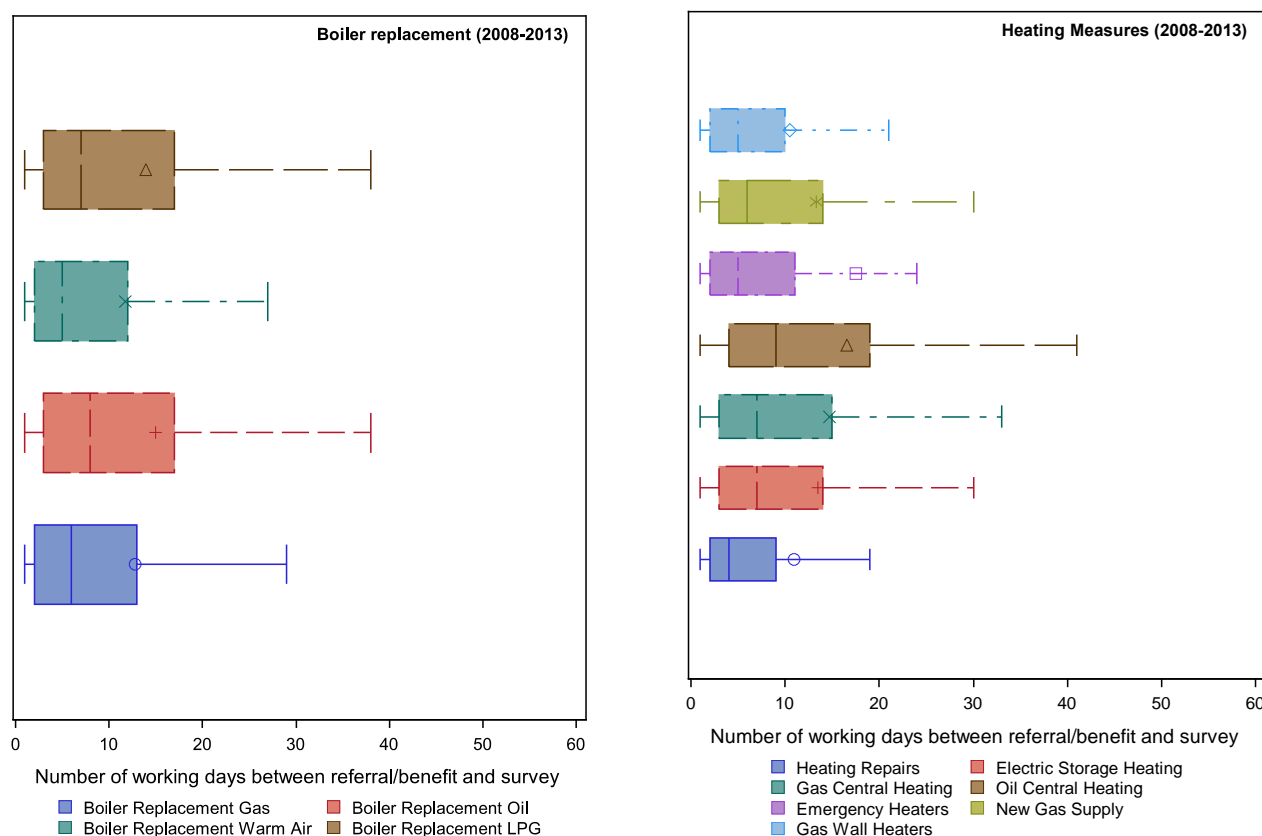 Boiler replacement (2008-2013)
0 10 20 30 40 50 60
Number of working days between referral/benefit and survey
Boiler Replacement Gas Boiler Replacement Oil
Boiler Replacement Warm Air Boiler Replacement LPG
Heating Measures (2008-2013)
0 10 20 30 40 50 60
Number of working days between referral/benefit and survey
Heating Repairs Electric Storage Heating
Gas Central Heating Oil Central Heating
Emergency Heaters New Gas Supply
Gas Wall Heaters